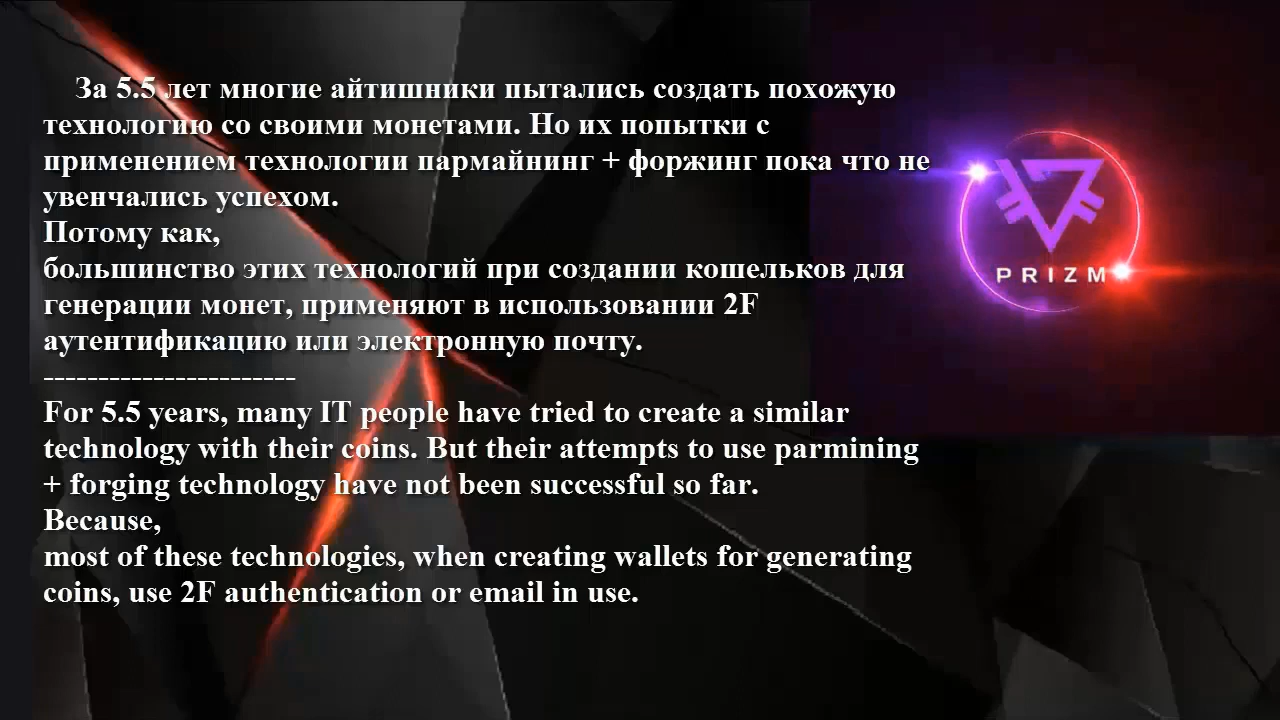 За 5.5 лет многие айтишники пытались создать похожую
технологию со своими монетами. Но их попытки с
применением технологии пармайнинг + форжинг пока что не
увенчались успехом.
Потому как,
большинство этих технологий при создании кошельков для
генерации монет, применяют в использовании 2F
аутентификацию или электронную почту.
-----------------------
For 5.5 years, many IT people have tried to create a similar
technology with their coins. But their attempts to use parmining
+ forging technology have not been successful so far.
Because,
most of these technologies, when creating wallets for generating
coins, use 2F authentication or email in use.
PRIZM